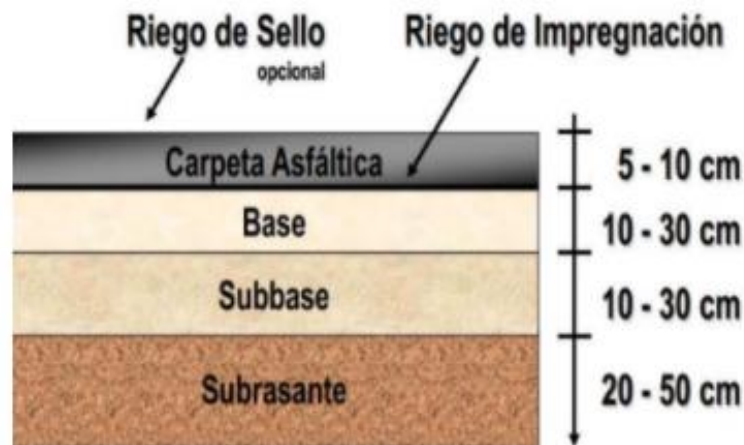 Riego de Sello
opcional
Riego de Impregnación
Carpeta Asfáltica
5 - 10 cm
Base
10 - 30 cm
Subbase
10 - 30 cm
Subrasante
20 - 50 cm